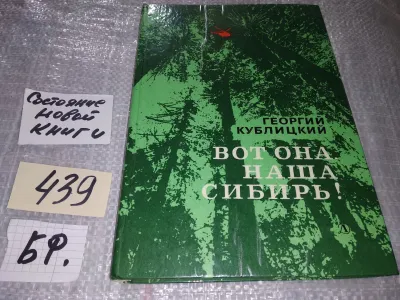 Состояние
новой
книги
439
БР.
ГЕОРГИЙ
КУБЛИЦКИЙ
ВОТ ОНА,
НАША
СИБИРЬ!